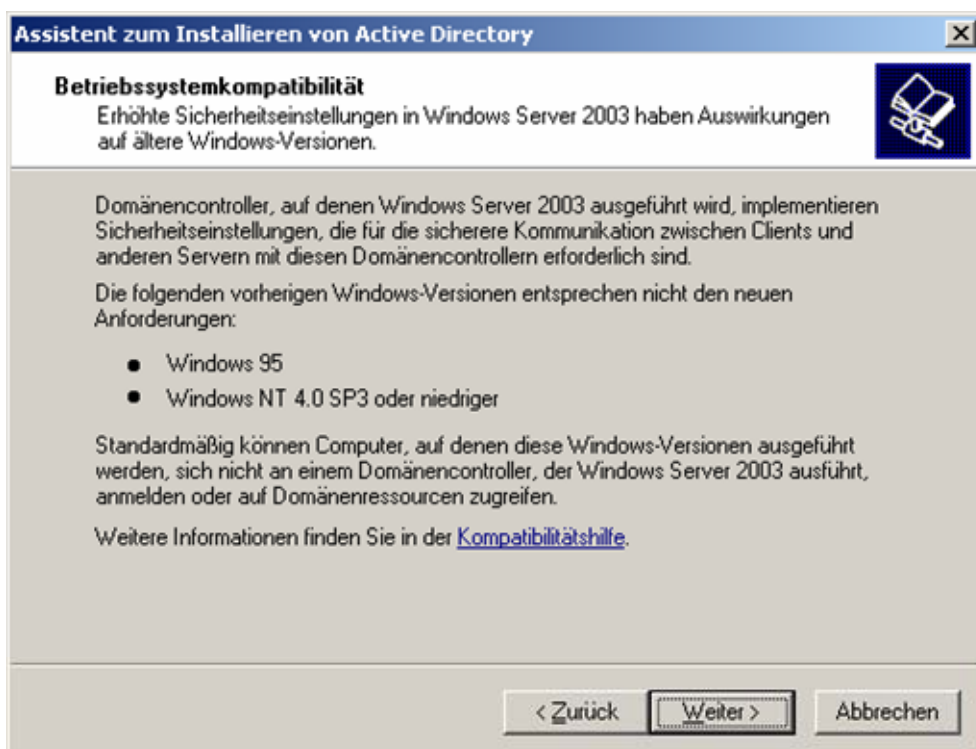 Assistent zum Installieren von Active Directory
Betriebssystemkompatibilität
Erhöhte Sicherheitseinstellungen in Windows Server 2003 haben Auswirkungen
auf ältere Windows-Versionen.
Domänencontroller, auf denen Windows Server 2003 ausgeführt wird, implementieren
Sicherheitseinstellungen, die für die sicherere Kommunikation zwischen Clients und
anderen Servern mit diesen Domänencontrollern erforderlich sind.
Die folgenden vorherigen Windows-Versionen entsprechen nicht den neuen
Anforderungen:
● Windows 95
● Windows NT 4.0 SP3 oder niedriger
Standardmäßig können Computer, auf denen diese Windows-Versionen ausgeführt
werden, sich nicht an einem Domänencontroller, der Windows Server 2003 ausführt,
anmelden oder auf Domänenressourcen zugreifen.
Weitere Informationen finden Sie in der Kompatibilitätshilfe.
< Zurück Weiter > Abbrechen